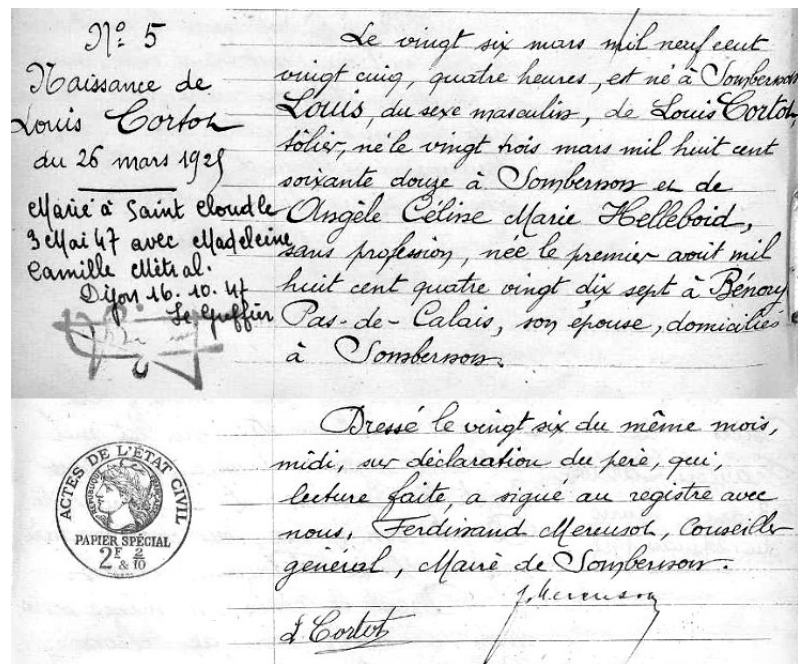 Nº 5
Naissance de
Louis Cortot
du 26 mars 1925
Marié à Saint Cloud le
3 Mai 47 avec Madeleine
Camille Mitral.
Dijon 16.10.47
Le Greffier
Le vingt six mars mil neuf cent
vingt cinq, quatre heures, est né à Sombernon
Louis, du sexe masculin, de Louis Cortot,
tôlier, né le vingt trois mars mil huit cent
soixante douze à Sombernon et de
Angèle Céline Marie Helleboid,
sans profession, née le premier août mil
huit cent quatre vingt dix sept à Bénory
Pas-de-Calais, son épouse, domiciliés
à Sombernon.
Dressé le vingt six du même mois,
midi, sur déclaration du père, qui,
lecture faite, a signé au registre avec
nous, Ferdinand Mereusot, Conseiller
général, Maire de Sombernon.
L Cortot
ACTES DE L'ÉTAT CIVIL
PAPIER SPÉCIAL
2F & 2/10